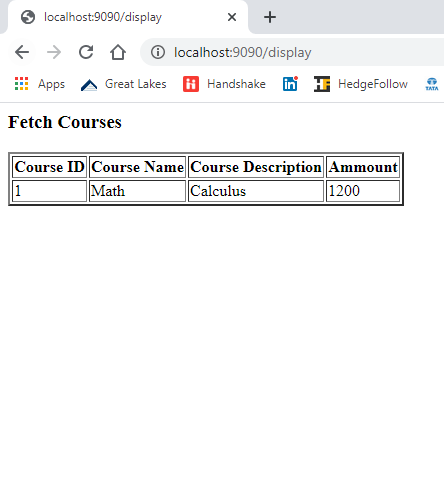 localhost:9090/display
localhost:9090/display
Apps Great Lakes Handshake in HedgeFollow TATA
Fetch Courses
Course ID Course Name Course Description Ammount
1 Math Calculus 1200